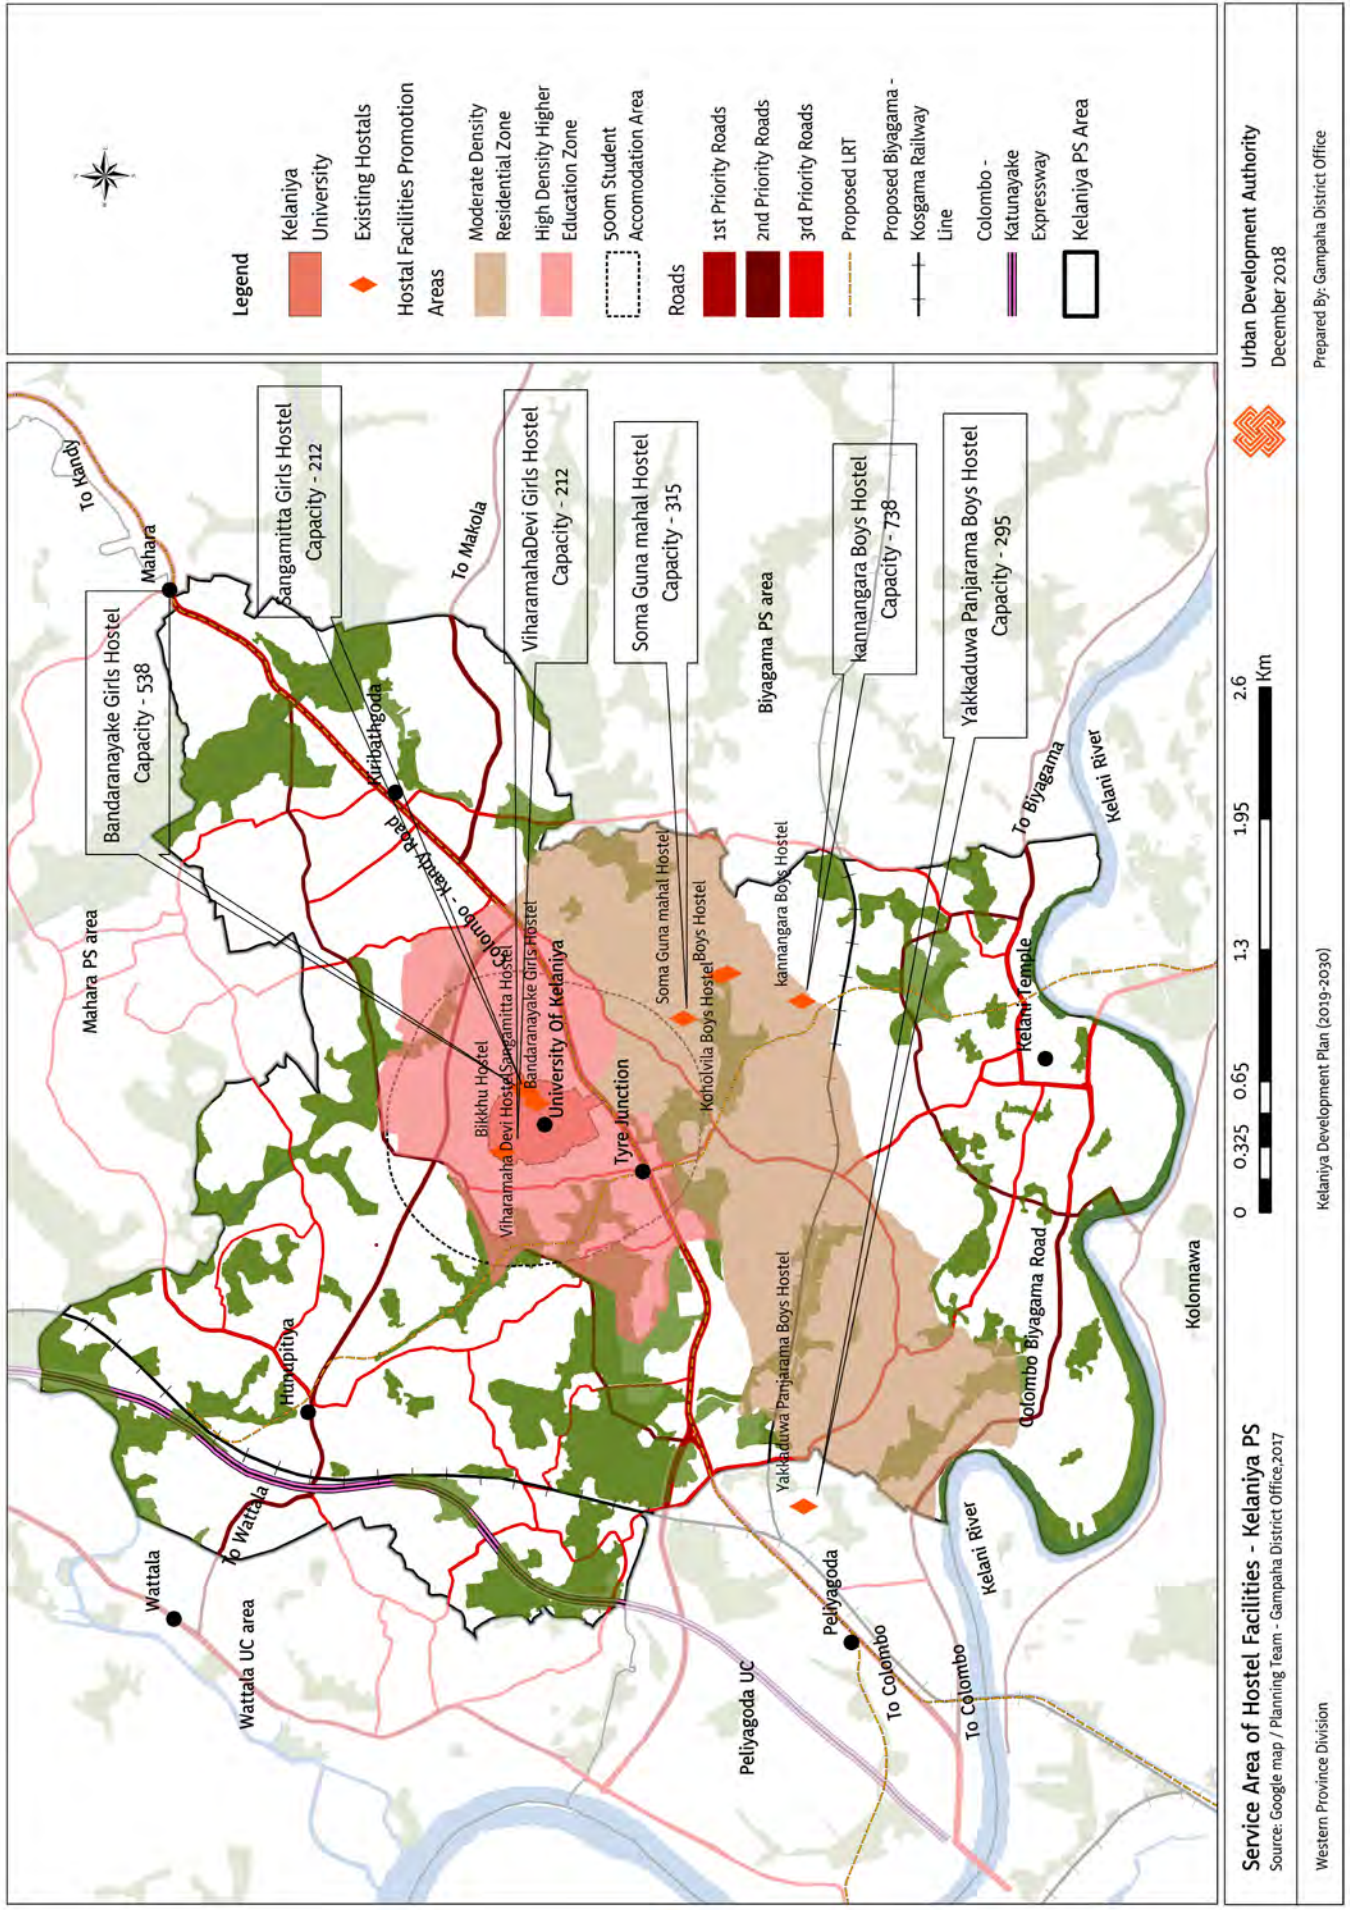 Legend
Kelaniya
University
Existing Hostals
Hostal Facilities Promotion
Areas
Moderate Density
Residential Zone
High Density Higher
Education Zone
500m Student
Accomodation Area
Roads
1st Priority Roads
2nd Priority Roads
3rd Priority Roads
Proposed LRT
Proposed Biyagama -
Kosgama Railway
Line
Colombo -
Katunayake
Expressway
Kelaniya PS Area
To Kandy
Mahara
Bandaranayake Girls Hostel
Capacity - 538
Sangamitta Girls Hostel
Capacity - 212
To Makola
ViharamahaDevi Girls Hostel
Capacity - 212
Soma Guna mahal Hostel
Capacity - 315
kannangara Boys Hostel
Capacity - 738
Yakkaduwa Panjarama Boys Hostel
Capacity - 295
Mahara PS area
Kiribathgoda
Colombo - Kandy Road
Biyagama PS area
To Biyagama
Kelani River
Bikkhu Hostel
Viharamaha Devi Hostel
Sangamitta Hostel
Bandaranayake Girls Hostel
University Of Kelaniya
Tyre Junction
Soma Guna mahal Hostel
Koholvila Boys Hostel
Boys Hostel
kannangara Boys Hostel
Kelani Temple
Hunupitiya
Yakkaduwa Panjarama Boys Hostel
Colombo Biyagama Road
Kolonnawa
To Wattala
Wattala
Wattala UC area
Peliyagoda UC
Peliyagoda
To Colombo
To Colombo
Kelani River
Service Area of Hostel Facilities - Kelaniya PS
Source: Google map / Planning Team - Gampaha District Office,2017
0 0.325 0.65 1.3 1.95 2.6
Km
Urban Development Authority
December 2018
Western Province Division
Kelaniya Development Plan (2019-2030)
Prepared By: Gampaha District Office